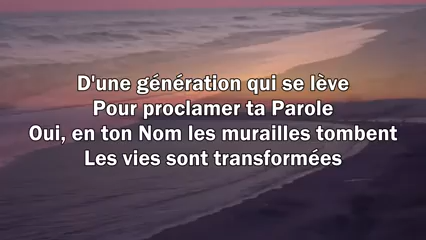 D'une génération qui se lève
Pour proclamer ta Parole
Oui, en ton Nom les murailles tombent
Les vies sont transformées